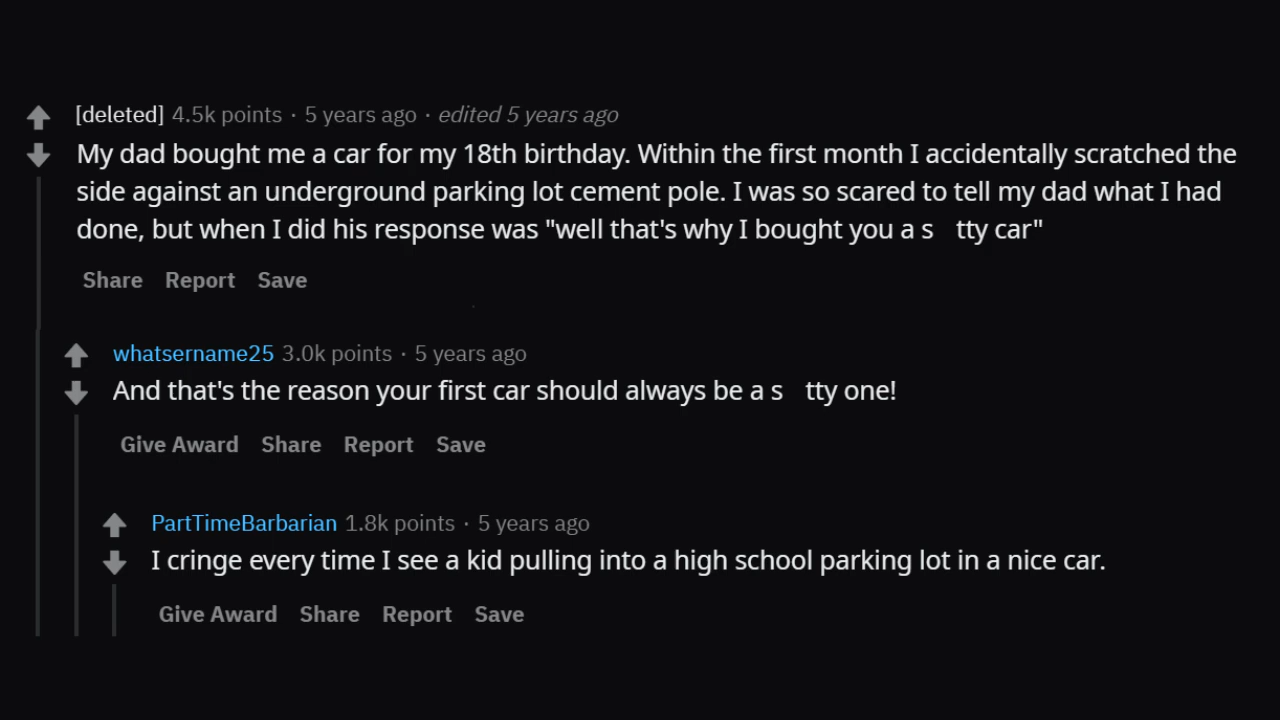 [deleted] 4.5k points · 5 years ago · edited 5 years ago
My dad bought me a car for my 18th birthday. Within the first month I accidentally scratched the
side against an underground parking lot cement pole. I was so scared to tell my dad what I had
done, but when I did his response was "well that's why I bought you a s   tty car"
Share Report Save
whatsername25 3.0k points · 5 years ago
And that's the reason your first car should always be a s   tty one!
Give Award Share Report Save
PartTimeBarbarian 1.8k points · 5 years ago
I cringe every time I see a kid pulling into a high school parking lot in a nice car.
Give Award Share Report Save